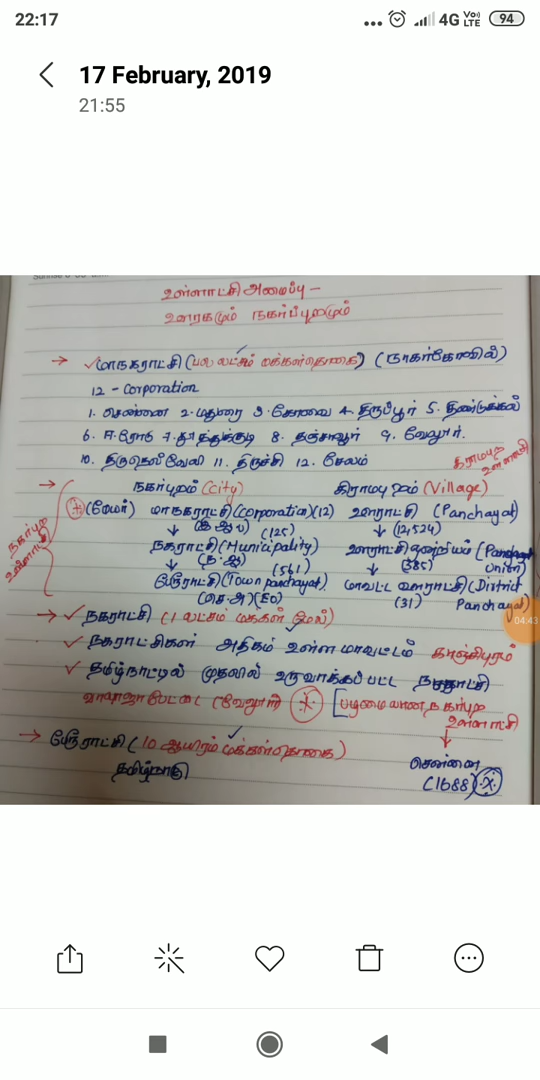 22:17
4G Vo) LTE 94
17 February, 2019
21:55
உள்ளாட்சி அமைப்பு -
ஊரகமும் நகர்ப்புறமும்
→ ✓மாநகராட்சி (பல லட்சம் மக்கள்தொகை) (நாகர்கோவில்)
12 - Corporation
1. சென்னை 2. மதுரை 3. கோவை 4. திருப்பூர் 5. திண்டுக்கல்
6. ஈ.ரோடு 7. தூத்துக்குடி 8. தஞ்சாவூர் 9. வேலூர்.
10. திருநெல்வேலி 11. திருச்சி 12. சேலம்
கிராமபுற உள்ளாட்சி
→ நகர்புறம் (city) கிராமபுறம் (Village)
நகர்புற உள்ளாட்சி
(மேயர்) மாநகராட்சி (corporation) (12) ஊராட்சி (Panchayat)
↓ (இ.ஆ.ப) (125) ↓ (12,524)
நகராட்சி (Municipality) ஊராட்சி ஒன்றியம் (Panchayat Union)
↓ (ந.ஆ) (561) ↓ (385)
பேரூராட்சி (Town panchayat) மாவட்ட ஊராட்சி (District Panchayat)
(செ.அ) (EO) (31)
04:43
→ ✓ நகராட்சி (1 லட்சம் மக்கள் மேல்)
✓ நகராட்சிகள் அதிகம் உள்ள மாவட்டம் காஞ்சிபுரம்
✓ தமிழ்நாட்டில் முதலில் உருவாக்கப்பட்ட நகராட்சி
வாலாஜாபேட்டை (வேலூர்) [பழமையான நகர்புற உள்ளாட்சி
↓
→ பேரூராட்சி (10 ஆயிரம் மக்கள்தொகை) சென்னை
தமிழ்நாடு (1688)